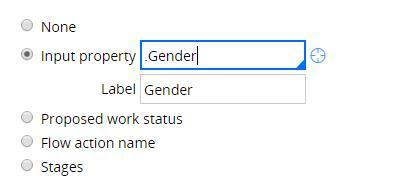 None
Input property .Gender
Label Gender
Proposed work status
Flow action name
Stages